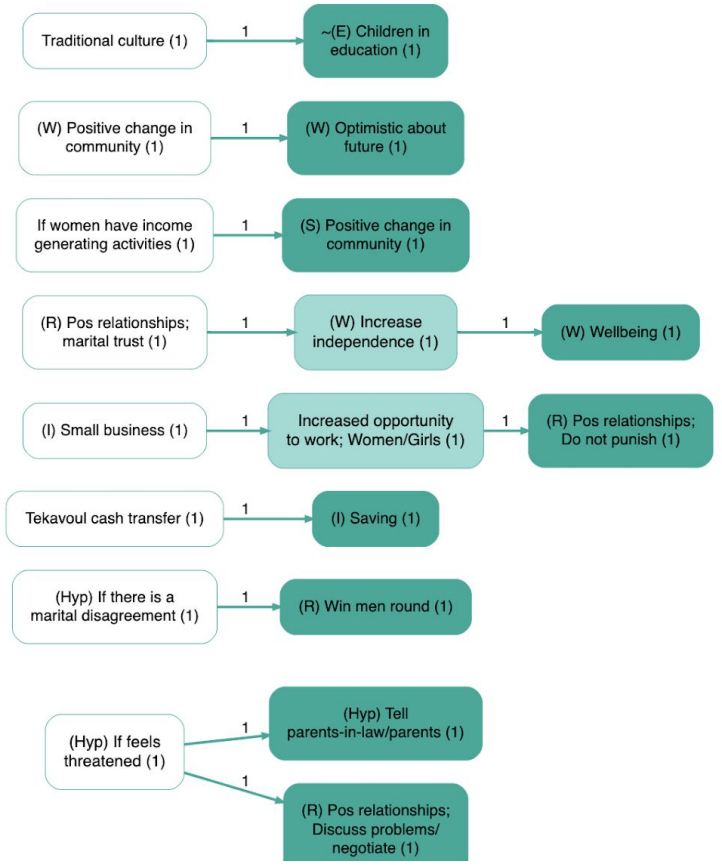 Traditional culture (1)
1
~(E) Children in
education (1)
(W) Positive change in
community (1)
1
(W) Optimistic about
future (1)
If women have income
generating activities (1)
1
(S) Positive change in
community (1)
(R) Pos relationships;
marital trust (1)
1
(W) Increase
independence (1)
1
(W) Wellbeing (1)
(I) Small business (1)
1
Increased opportunity
to work; Women/Girls (1)
1
(R) Pos relationships;
Do not punish (1)
Tekavoul cash transfer (1)
1
(I) Saving (1)
(Hyp) If there is a
marital disagreement (1)
1
(R) Win men round (1)
(Hyp) If feels
threatened (1)
1
(Hyp) Tell
parents-in-law/parents (1)
1
(R) Pos relationships;
Discuss problems/
negotiate (1)